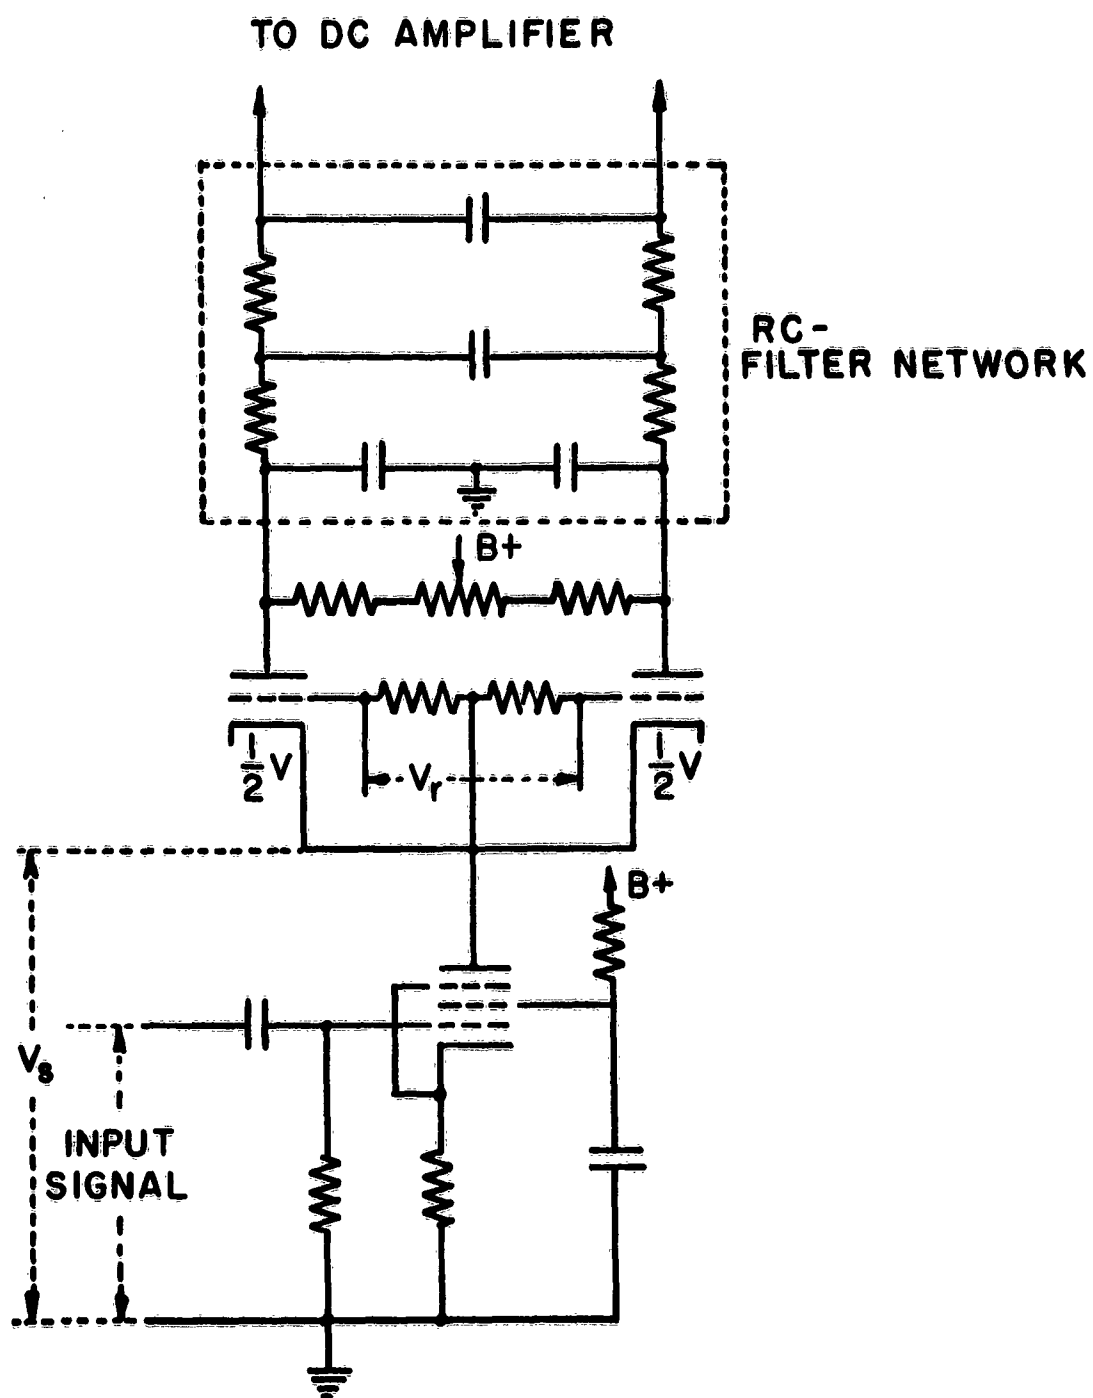 TO DC AMPLIFIER
RC-
FILTER NETWORK
B+
1/2 V
Vr
1/2 V
B+
Vs
INPUT
SIGNAL